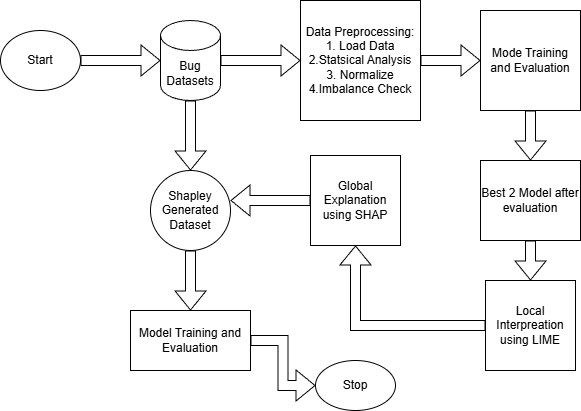 Start
Bug
Datasets
Data Preprocessing:
1. Load Data
2.Statsical Analysis
3. Normalize
4.Imbalance Check
Mode Training
and Evaluation
Best 2 Model after
evaluation
Local
Interpreation
using LIME
Global
Explanation
using SHAP
Shapley
Generated
Dataset
Model Training and
Evaluation
Stop